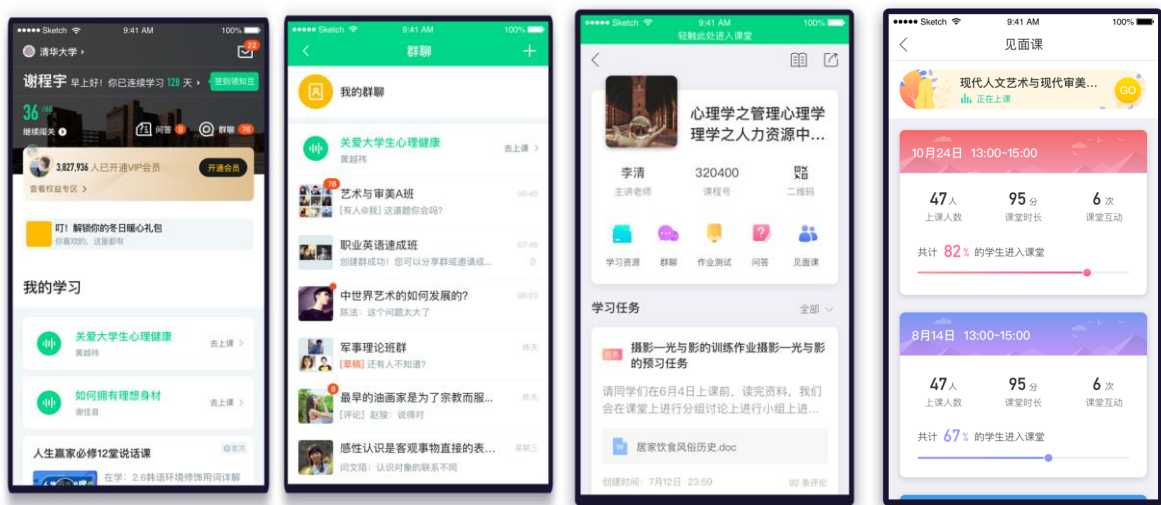 Sketch 9:41 AM 100%
清华大学 22
谢程宇 早上好！你已连续学习 128 天 签到领知豆
36 /60
继续闯关 问答 9 群聊 78
3,827,936 人已开通VIP会员 开通会员
查看权益专区
叮！解锁你的冬日暖心礼包
你喜欢的，这里都有
我的学习
关爱大学生心理健康 去上课
黄越祎
如何拥有理想身材 去上课
谢佳音
人生赢家必修12堂说话课
在学：2.6韩语环境修饰用词详解
Sketch 9:41 AM 100%
群聊
我的群聊
关爱大学生心理健康 去上课
黄越祎
78
艺术与审美A班 08:40
[有人@我] 这道题你会吗?
职业英语速成班 07:46
创建群成功！您可以分享群或邀请成...
中世界艺术的如何发展的? 06:03
陈法：这个问题太大了
军事理论班群 昨天
[草稿] 还有人不知道?
6
最早的油画家是为了宗教而服... 昨天
[评论] 赵骏：说得对
感性认识是客观事物直接的表... 星期三
闫文陌：认识对象的联系不同
Sketch 9:41 AM 100%
轻触此处进入课堂
心理学之管理心理学
理学之人力资源中...
李清 320400
主讲老师 课程号 二维码
学习资源 群聊 作业测试 问答 见面课
学习任务 全部
任务 摄影一光与影的训练作业摄影一光与影
的预习任务
请同学们在6月4日上课前，读完资料，我们
会在课堂上进行分组讨论上进行小组上进...
W 居家饮食风俗历史.doc
创建时间：7月12日 23:59 92 条评论
Sketch 9:41 AM 100%
见面课
现代人文艺术与现代审美...
正在上课 GO
10月24日 13:00~15:00
47人 95分 6次
上课人数 课堂时长 课堂互动
共计 82% 的学生进入课堂
8月14日 13:00~15:00
47人 95分 6次
上课人数 课堂时长 课堂互动
共计 67% 的学生进入课堂